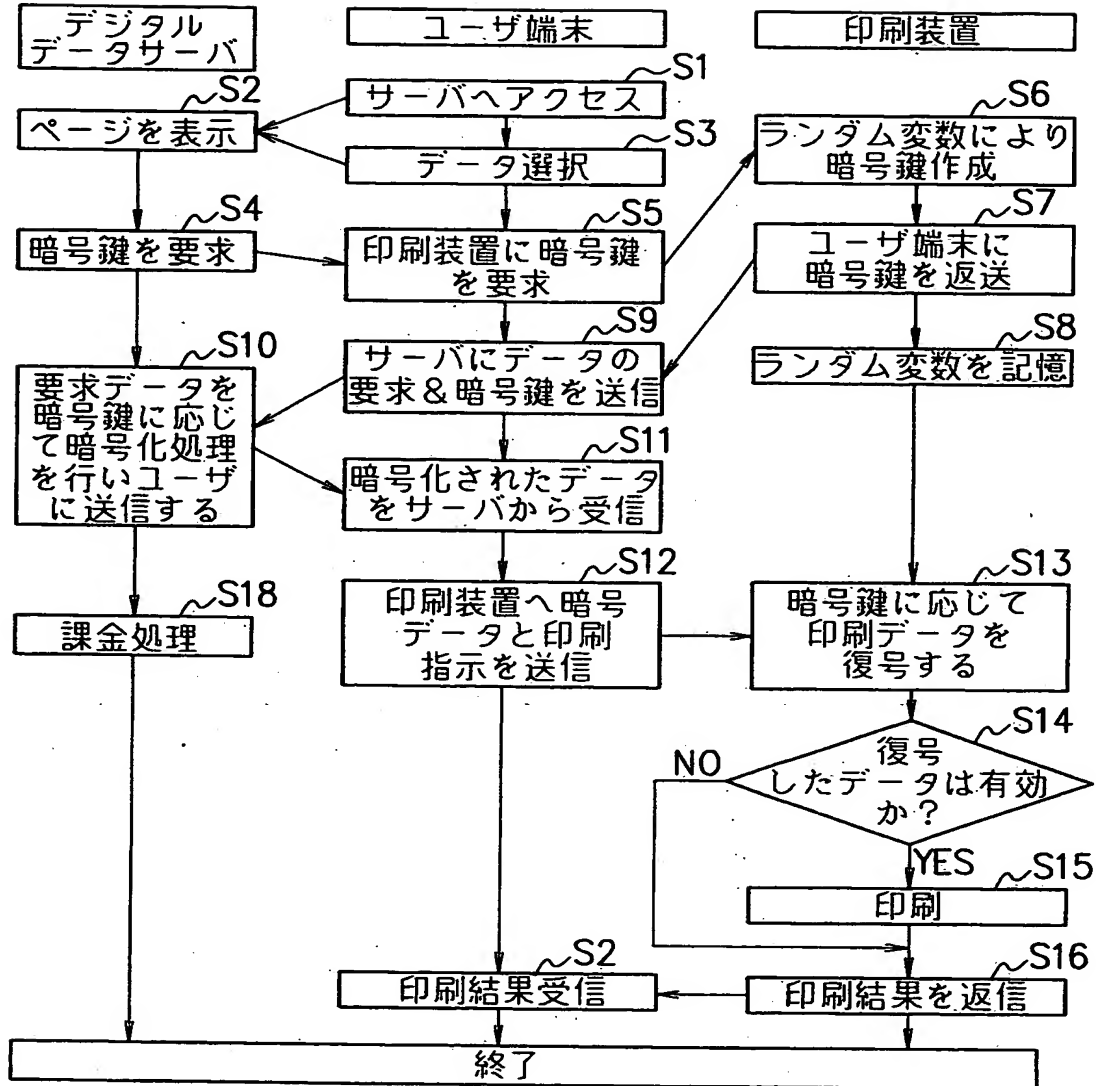 デジタル
データサーバ
ユーザ端末
印刷装置
S1
サーバへアクセス
S2
ページを表示
S3
データ選択
S6
ランダム変数により
暗号鍵作成
S4
暗号鍵を要求
S5
印刷装置に暗号鍵
を要求
S7
ユーザ端末に
暗号鍵を返送
S9
サーバにデータの
要求&暗号鍵を送信
S8
ランダム変数を記憶
S10
要求データを
暗号鍵に応じ
て暗号化処理
を行いユーザ
に送信する
S11
暗号化されたデータ
をサーバから受信
S12
印刷装置へ暗号
データと印刷
指示を送信
S13
暗号鍵に応じて
印刷データを
復号する
S18
課金処理
S14
復号
したデータは有効
か?
NO
YES
S15
印刷
S2
印刷結果受信
S16
印刷結果を返信
終了